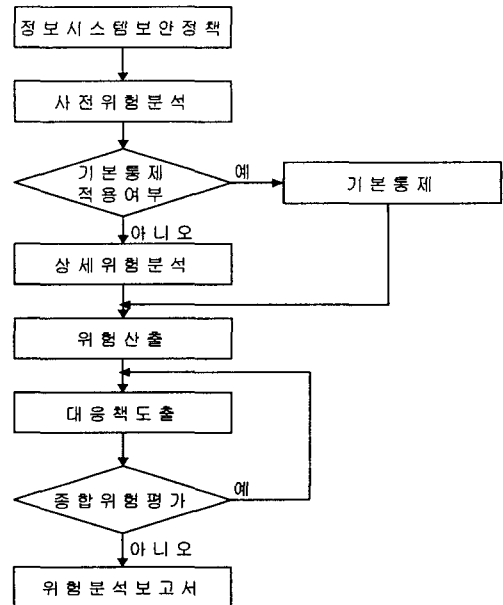 정보시스템보안정책
사전위험분석
기본통제
적용여부
예
기본통제
아니오
상세위험분석
위험산출
대응책도출
종합위험평가
예
아니오
위험분석보고서